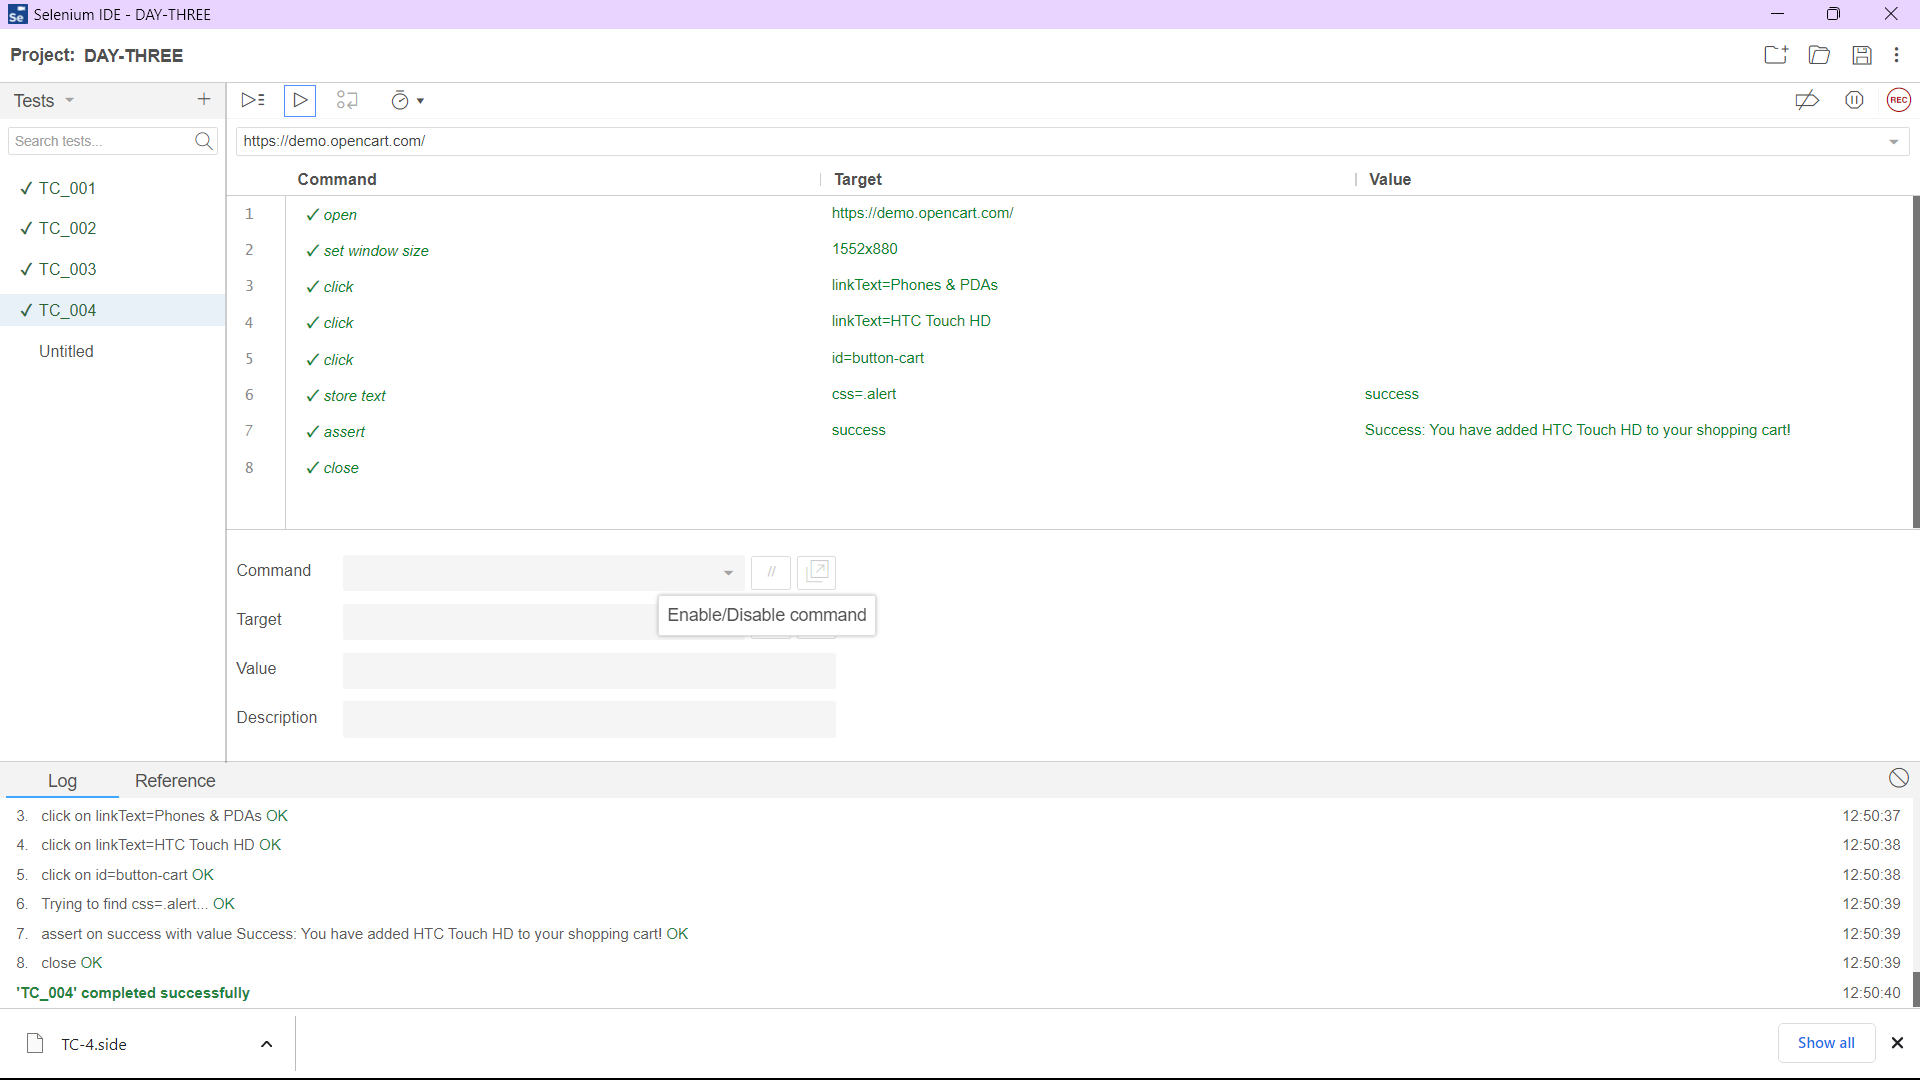 Selenium IDE - DAY-THREE
Project: DAY-THREE
Tests
Search tests...
✓ TC_001
✓ TC_002
✓ TC_003
✓ TC_004
Untitled
REC
https://demo.opencart.com/
Command Target Value
1 ✓ open https://demo.opencart.com/
2 ✓ set window size 1552x880
3 ✓ click linkText=Phones & PDAs
4 ✓ click linkText=HTC Touch HD
5 ✓ click id=button-cart
6 ✓ store text css=.alert success
7 ✓ assert success Success: You have added HTC Touch HD to your shopping cart!
8 ✓ close
Command //
Enable/Disable command
Target
Value
Description
Log Reference
3. click on linkText=Phones & PDAs OK 12:50:37
4. click on linkText=HTC Touch HD OK 12:50:38
5. click on id=button-cart OK 12:50:38
6. Trying to find css=.alert... OK 12:50:39
7. assert on success with value Success: You have added HTC Touch HD to your shopping cart! OK 12:50:39
8. close OK 12:50:39
'TC_004' completed successfully 12:50:40
TC-4.side
Show all